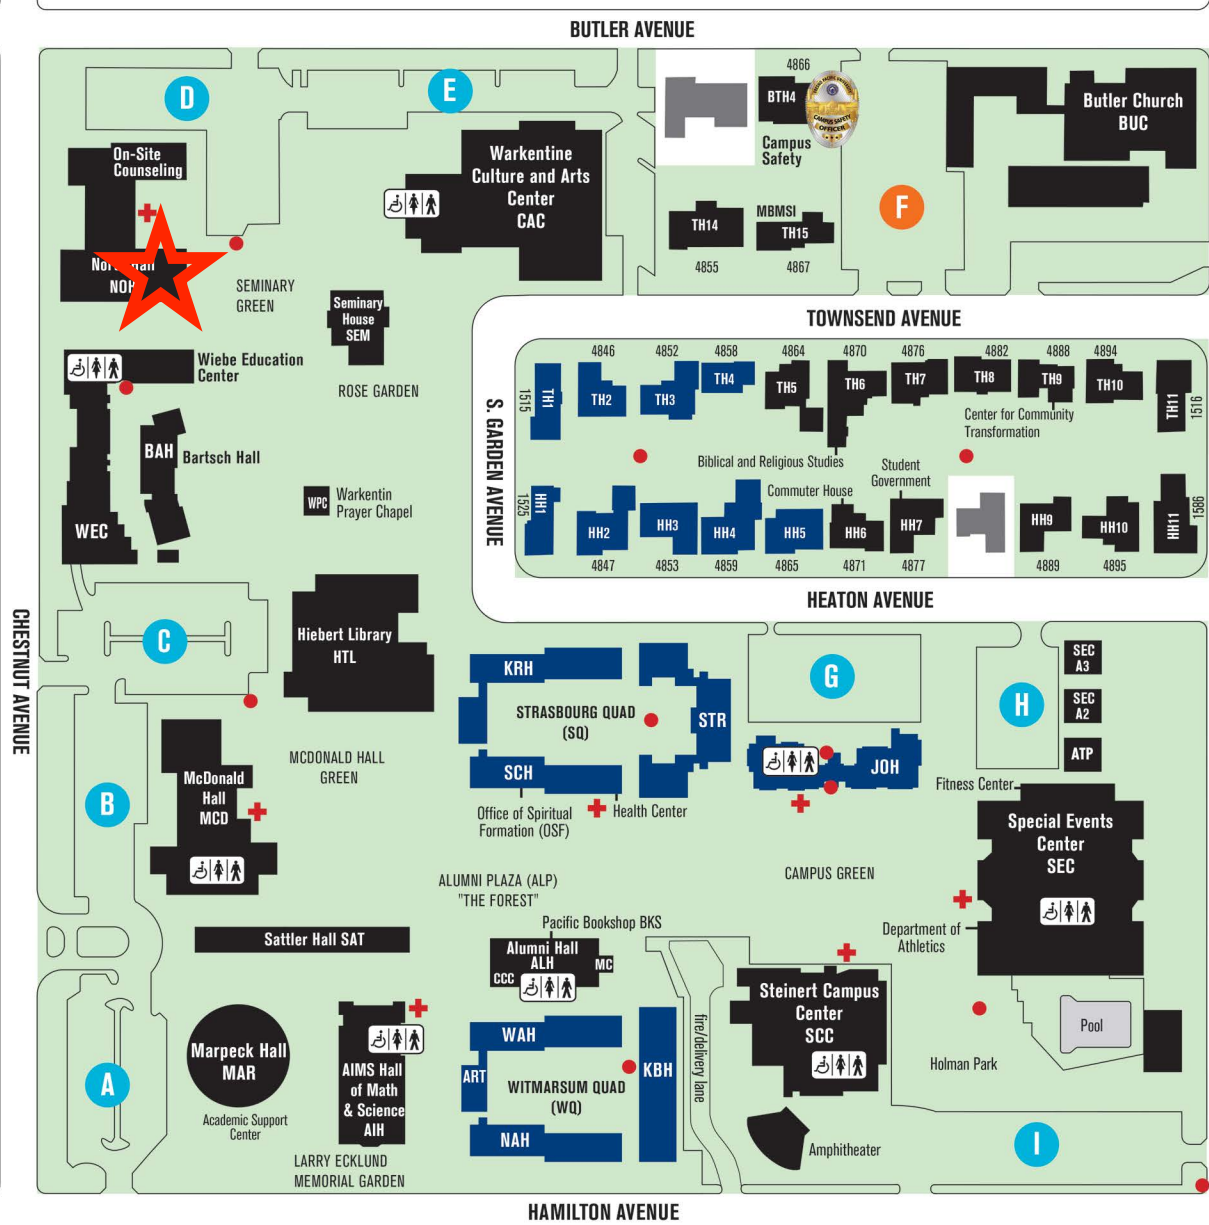 BUTLER AVENUE
D
E
4866
BTH4
CAMPUS SAFETY
OFFICER
Campus
Safety
Butler Church
BUC
On-Site
Counseling
Warkentine
Culture and Arts
Center
CAC
F
TH14
4855
MBMSI
TH15
4867
NOH
SEMINARY
GREEN
Seminary
House
SEM
TOWNSEND AVENUE
Wiebe Education
Center
ROSE GARDEN
S. GARDEN AVENUE
1515
TH1
4846
TH2
4852
TH3
4858
TH4
4864
TH5
4870
TH6
4876
TH7
4882
TH8
4888
TH9
4894
TH10
TH11
1516
Center for Community
Transformation
BAH
Bartsch Hall
Biblical and Religious Studies
Student
Government
Commuter House
WPC
Warkentin
Prayer Chapel
WEC
1525
HH1
HH2
4847
HH3
4853
HH4
4859
HH5
4865
HH6
4871
HH7
4877
HH9
4889
HH10
4895
HH11
1586
HEATON AVENUE
CHESTNUT AVENUE
C
Hiebert Library
HTL
KRH
STRASBOURG QUAD
(SQ)
STR
SCH
G
H
SEC
A3
SEC
A2
ATP
JOH
MCDONALD HALL
GREEN
B
McDonald
Hall
MCD
Office of Spiritual
Formation (OSF)
Health Center
Fitness Center
Special Events
Center
SEC
ALUMNI PLAZA (ALP)
"THE FOREST"
CAMPUS GREEN
Pacific Bookshop BKS
Department of
Athletics
Sattler Hall SAT
Alumni Hall
ALH
CCC
MC
Steinert Campus
Center
SCC
A
Marpeck Hall
MAR
Academic Support
Center
AIMS Hall
of Math
& Science
AIH
WAH
ART
WITMARSUM QUAD
(WQ)
NAH
KBH
fire/delivery lane
Pool
Holman Park
Amphitheater
I
LARRY ECKLUND
MEMORIAL GARDEN
HAMILTON AVENUE